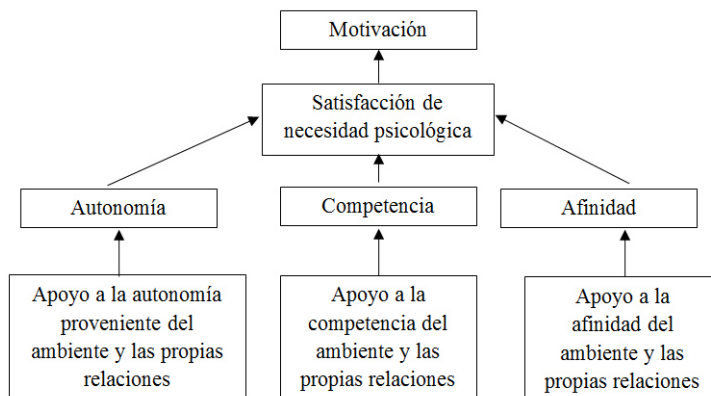 Motivación
Satisfacción de
necesidad psicológica
Autonomía
Competencia
Afinidad
Apoyo a la autonomía
proveniente del
ambiente y las propias
relaciones
Apoyo a la
competencia del
ambiente y las
propias relaciones
Apoyo a la
afinidad del
ambiente y las
propias relaciones